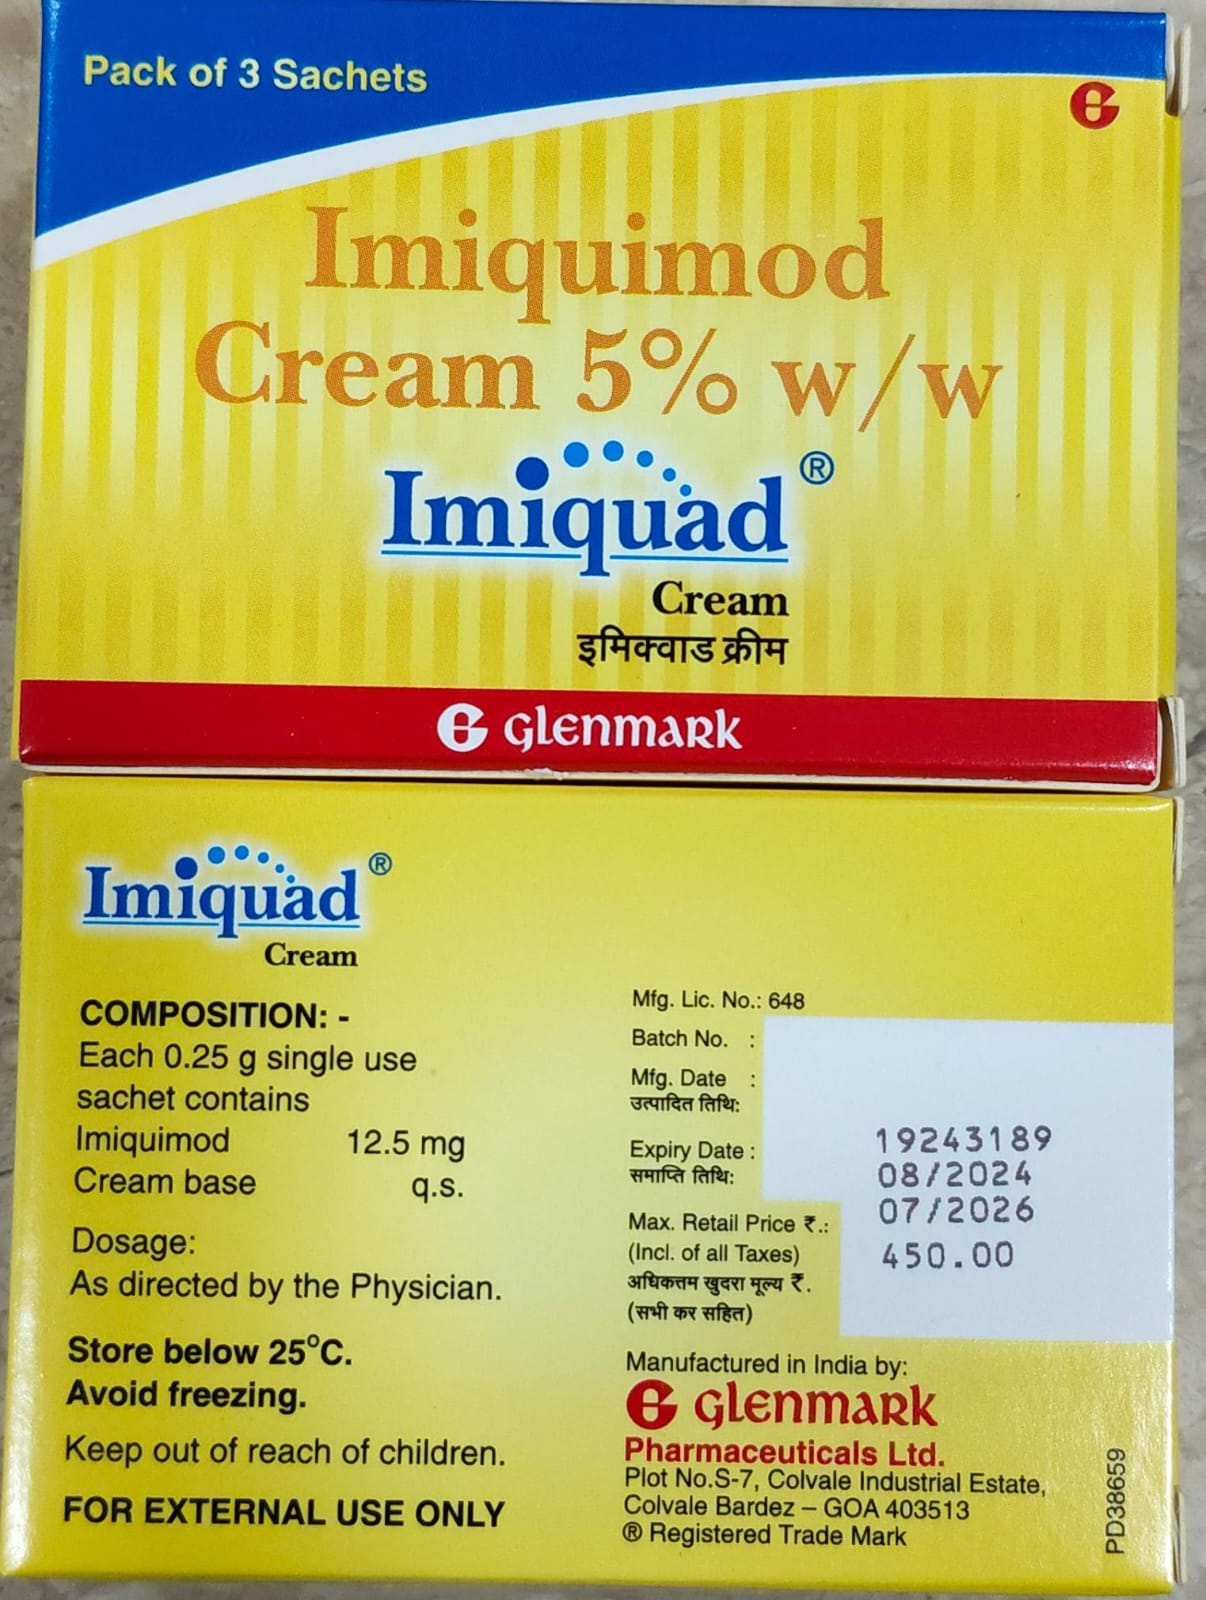 Pack of 3 Sachets
Imiquimod
Cream 5% w/w
Imiquad®
Cream
इमिक्वाड क्रीम
GLENMARK
Imiquad®
Cream
COMPOSITION: -
Each 0.25 g single use
sachet contains
Imiquimod 12.5 mg
Cream base q.s.
Dosage:
As directed by the Physician.
Store below 25°C.
Avoid freezing.
Keep out of reach of children.
FOR EXTERNAL USE ONLY
Mfg. Lic. No.: 648
Batch No. :
Mfg. Date :
उत्पादित तिथि:
Expiry Date :
समाप्ति तिथि:
Max. Retail Price ₹.:
(Incl. of all Taxes)
अधिकतम खुदरा मूल्य ₹.
(सभी कर सहित)
19243189
08/2024
07/2026
450.00
Manufactured in India by:
GLENMARK
Pharmaceuticals Ltd.
Plot No.S-7, Colvale Industrial Estate,
Colvale Bardez – GOA 403513
® Registered Trade Mark
PD38659